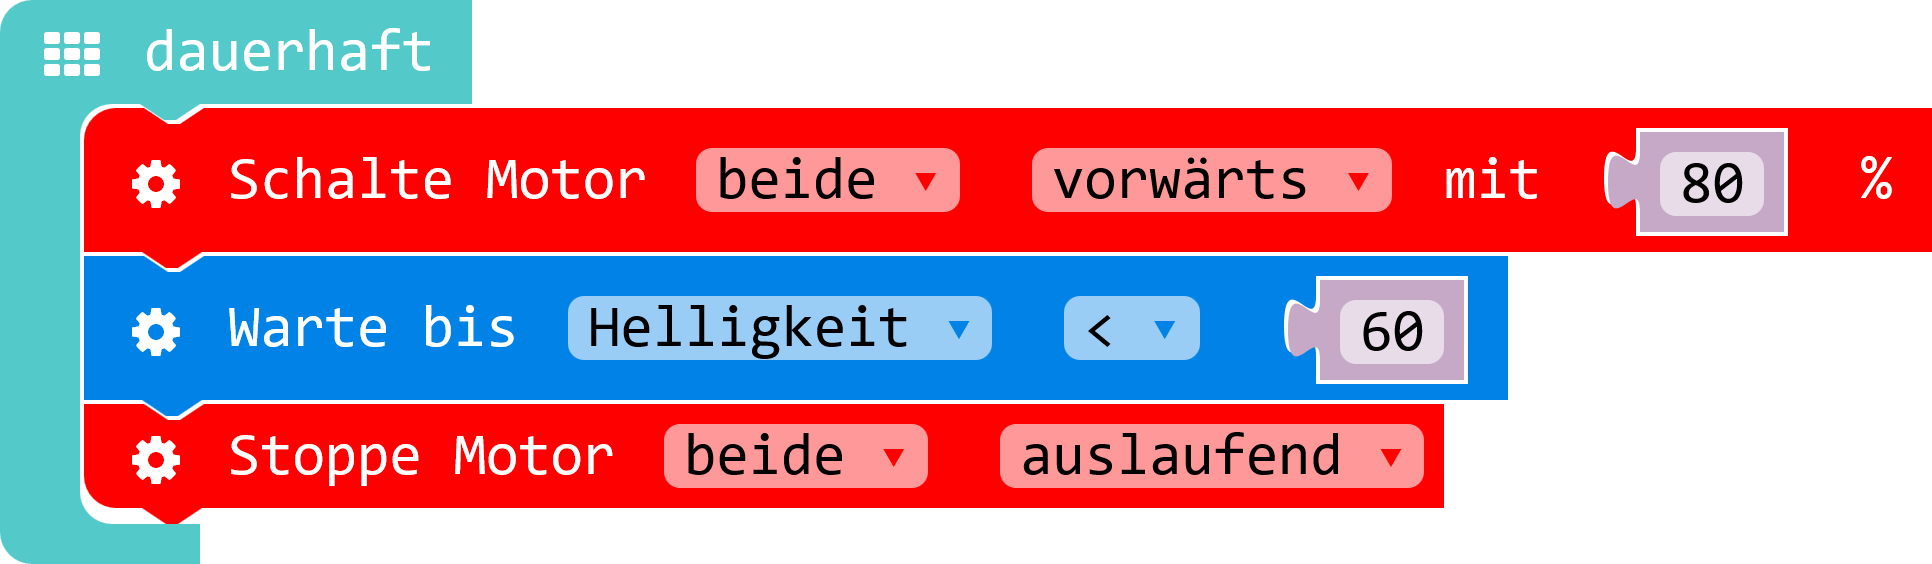 dauerhaft
Schalte Motor beide vorwärts mit 80 %
Warte bis Helligkeit < 60
Stoppe Motor beide auslaufend